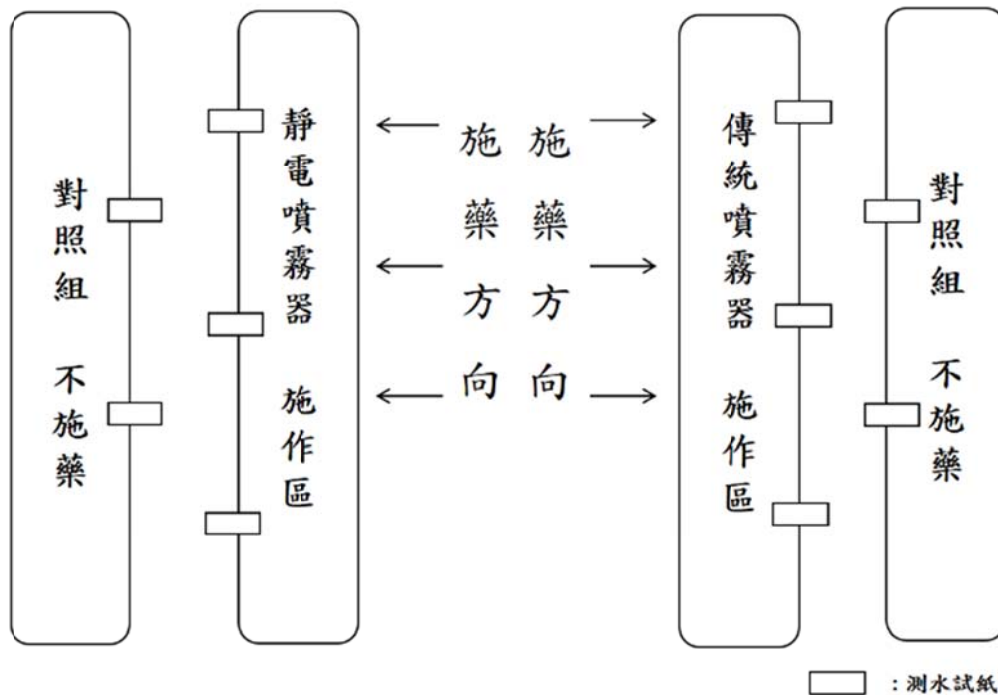 對照組 不施藥
靜電噴霧器 施作區
施藥方向
施藥方向
傳統噴霧器 施作區
對照組 不施藥
：測水試紙